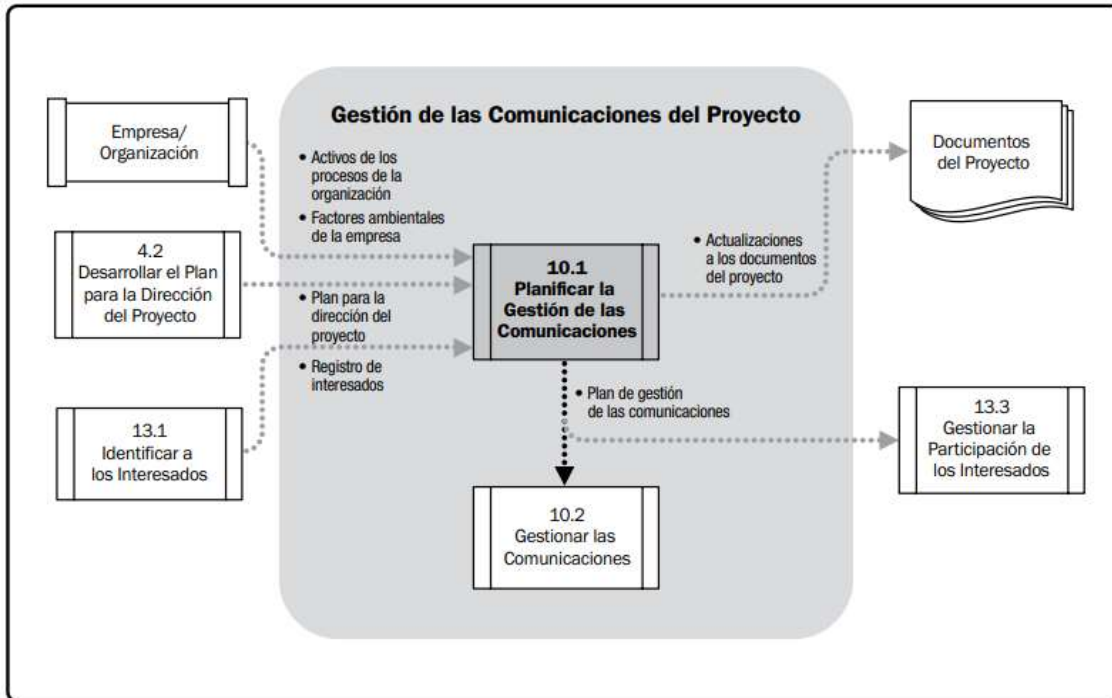 Gestión de las Comunicaciones del Proyecto
Empresa/
Organización
• Activos de los
procesos de la
organización
• Factores ambientales
de la empresa
Documentos
del Proyecto
4.2
Desarrollar el Plan
para la Dirección
del Proyecto
10.1
Planificar la
Gestión de las
Comunicaciones
• Actualizaciones
a los documentos
del proyecto
• Plan para la
dirección del
proyecto
• Registro de
interesados
• Plan de gestión
de las comunicaciones
13.1
Identificar a
los Interesados
13.3
Gestionar la
Participación de
los Interesados
10.2
Gestionar las
Comunicaciones